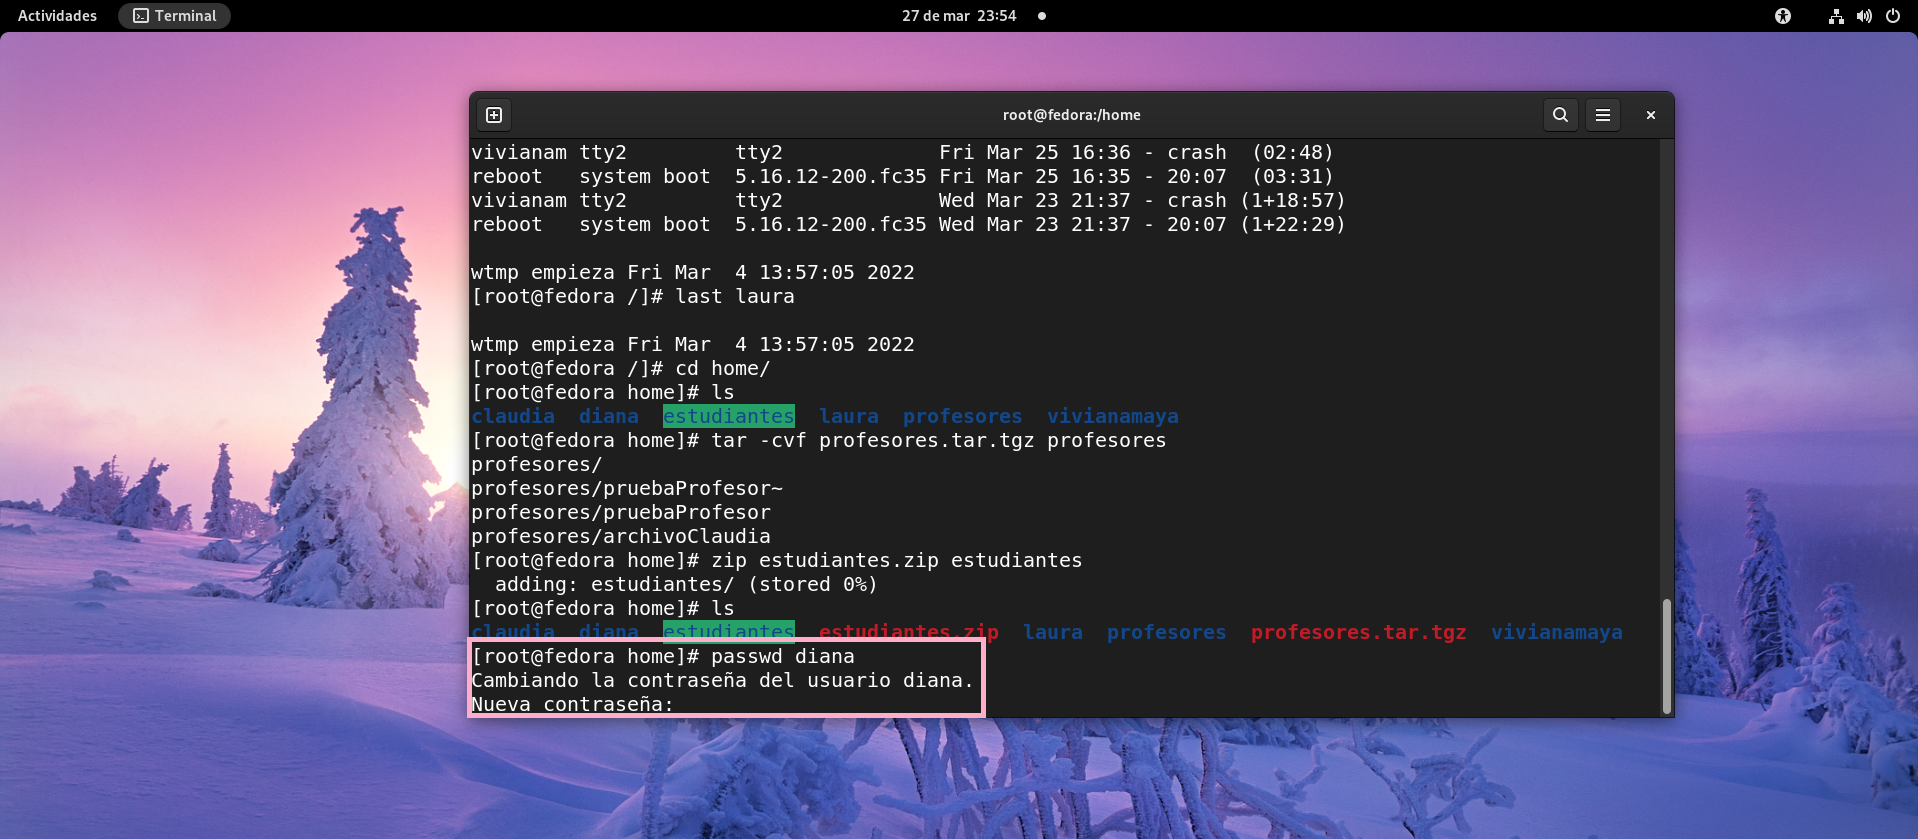 Actividades
Terminal
27 de mar 23:54
root@fedora:/home
vivianam tty2         tty2             Fri Mar 25 16:36 - crash  (02:48)
reboot   system boot  5.16.12-200.fc35 Fri Mar 25 16:35 - 20:07  (03:31)
vivianam tty2         tty2             Wed Mar 23 21:37 - crash (1+18:57)
reboot   system boot  5.16.12-200.fc35 Wed Mar 23 21:37 - 20:07 (1+22:29)
wtmp empieza Fri Mar  4 13:57:05 2022
[root@fedora /]# last laura
wtmp empieza Fri Mar  4 13:57:05 2022
[root@fedora /]# cd home/
[root@fedora home]# ls
claudia  diana  estudiantes  laura  profesores  vivianamaya
[root@fedora home]# tar -cvf profesores.tar.tgz profesores
profesores/
profesores/pruebaProfesor~
profesores/pruebaProfesor
profesores/archivoClaudia
[root@fedora home]# zip estudiantes.zip estudiantes
  adding: estudiantes/ (stored 0%)
[root@fedora home]# ls
claudia  diana  estudiantes  estudiantes.zip  laura  profesores  profesores.tar.tgz  vivianamaya
[root@fedora home]# passwd diana
Cambiando la contraseña del usuario diana.
Nueva contraseña: